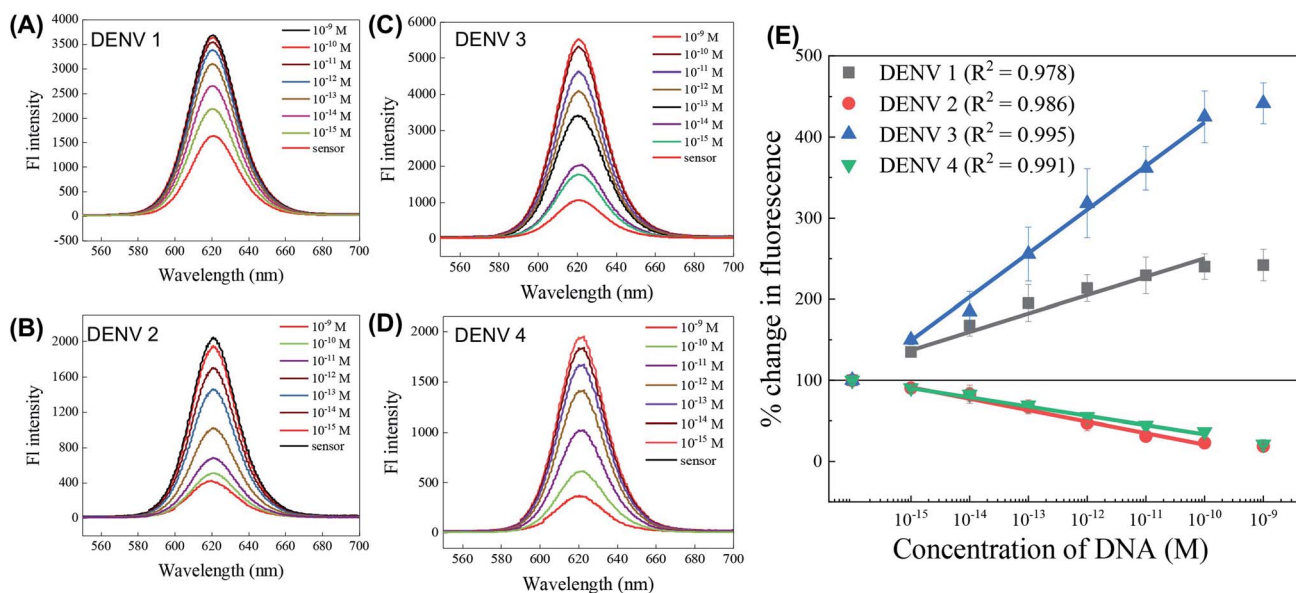 (A)
DENV 1
4000
3500
3000
2500
2000
1500
1000
500
0
-500
Fl intensity
10⁻⁹ M
10⁻¹⁰ M
10⁻¹¹ M
10⁻¹² M
10⁻¹³ M
10⁻¹⁴ M
10⁻¹⁵ M
sensor
560 580 600 620 640 660 680 700
Wavelength (nm)
(B)
DENV 2
2000
1600
1200
800
400
0
Fl intensity
10⁻⁹ M
10⁻¹⁰ M
10⁻¹¹ M
10⁻¹² M
10⁻¹³ M
10⁻¹⁴ M
10⁻¹⁵ M
sensor
560 580 600 620 640 660 680 700
Wavelength (nm)
(C)
DENV 3
6000
5000
4000
3000
2000
1000
0
Fl intensity
10⁻⁹ M
10⁻¹⁰ M
10⁻¹¹ M
10⁻¹² M
10⁻¹³ M
10⁻¹⁴ M
10⁻¹⁵ M
sensor
560 580 600 620 640 660 680 700
Wavelength (nm)
(D)
DENV 4
2000
1500
1000
500
0
Fl intensity
10⁻⁹ M
10⁻¹⁰ M
10⁻¹¹ M
10⁻¹² M
10⁻¹³ M
10⁻¹⁴ M
10⁻¹⁵ M
sensor
560 580 600 620 640 660 680 700
Wavelength (nm)
(E)
500
400
300
200
100
0
% change in fluorescence
DENV 1 (R² = 0.978)
DENV 2 (R² = 0.986)
DENV 3 (R² = 0.995)
DENV 4 (R² = 0.991)
10⁻¹⁵ 10⁻¹⁴ 10⁻¹³ 10⁻¹² 10⁻¹¹ 10⁻¹⁰ 10⁻⁹
Concentration of DNA (M)